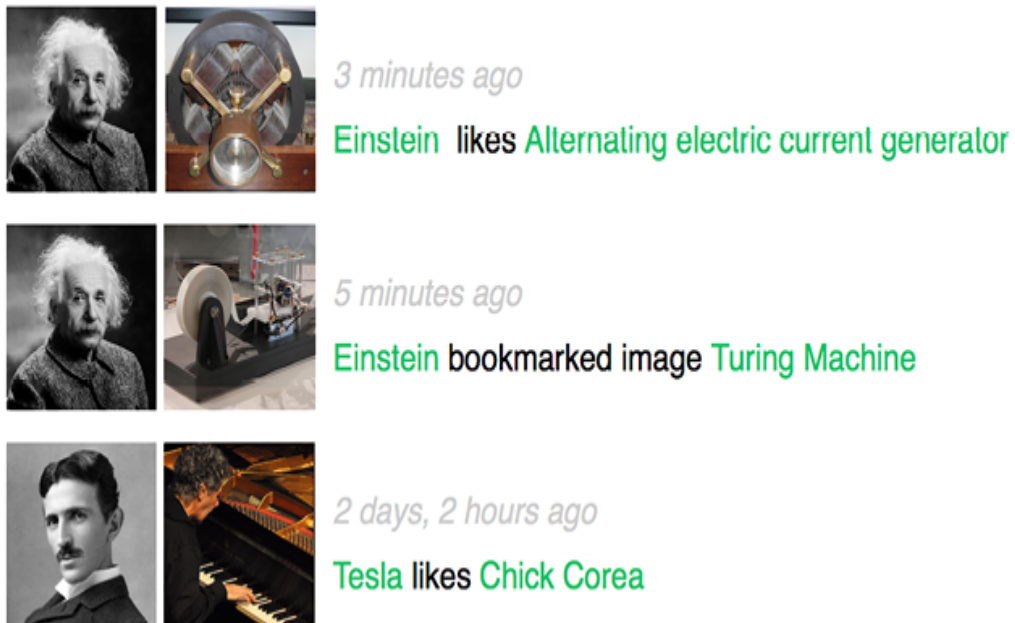 3 minutes ago
Einstein likes Alternating electric current generator
5 minutes ago
Einstein bookmarked image Turing Machine
2 days, 2 hours ago
Tesla likes Chick Corea